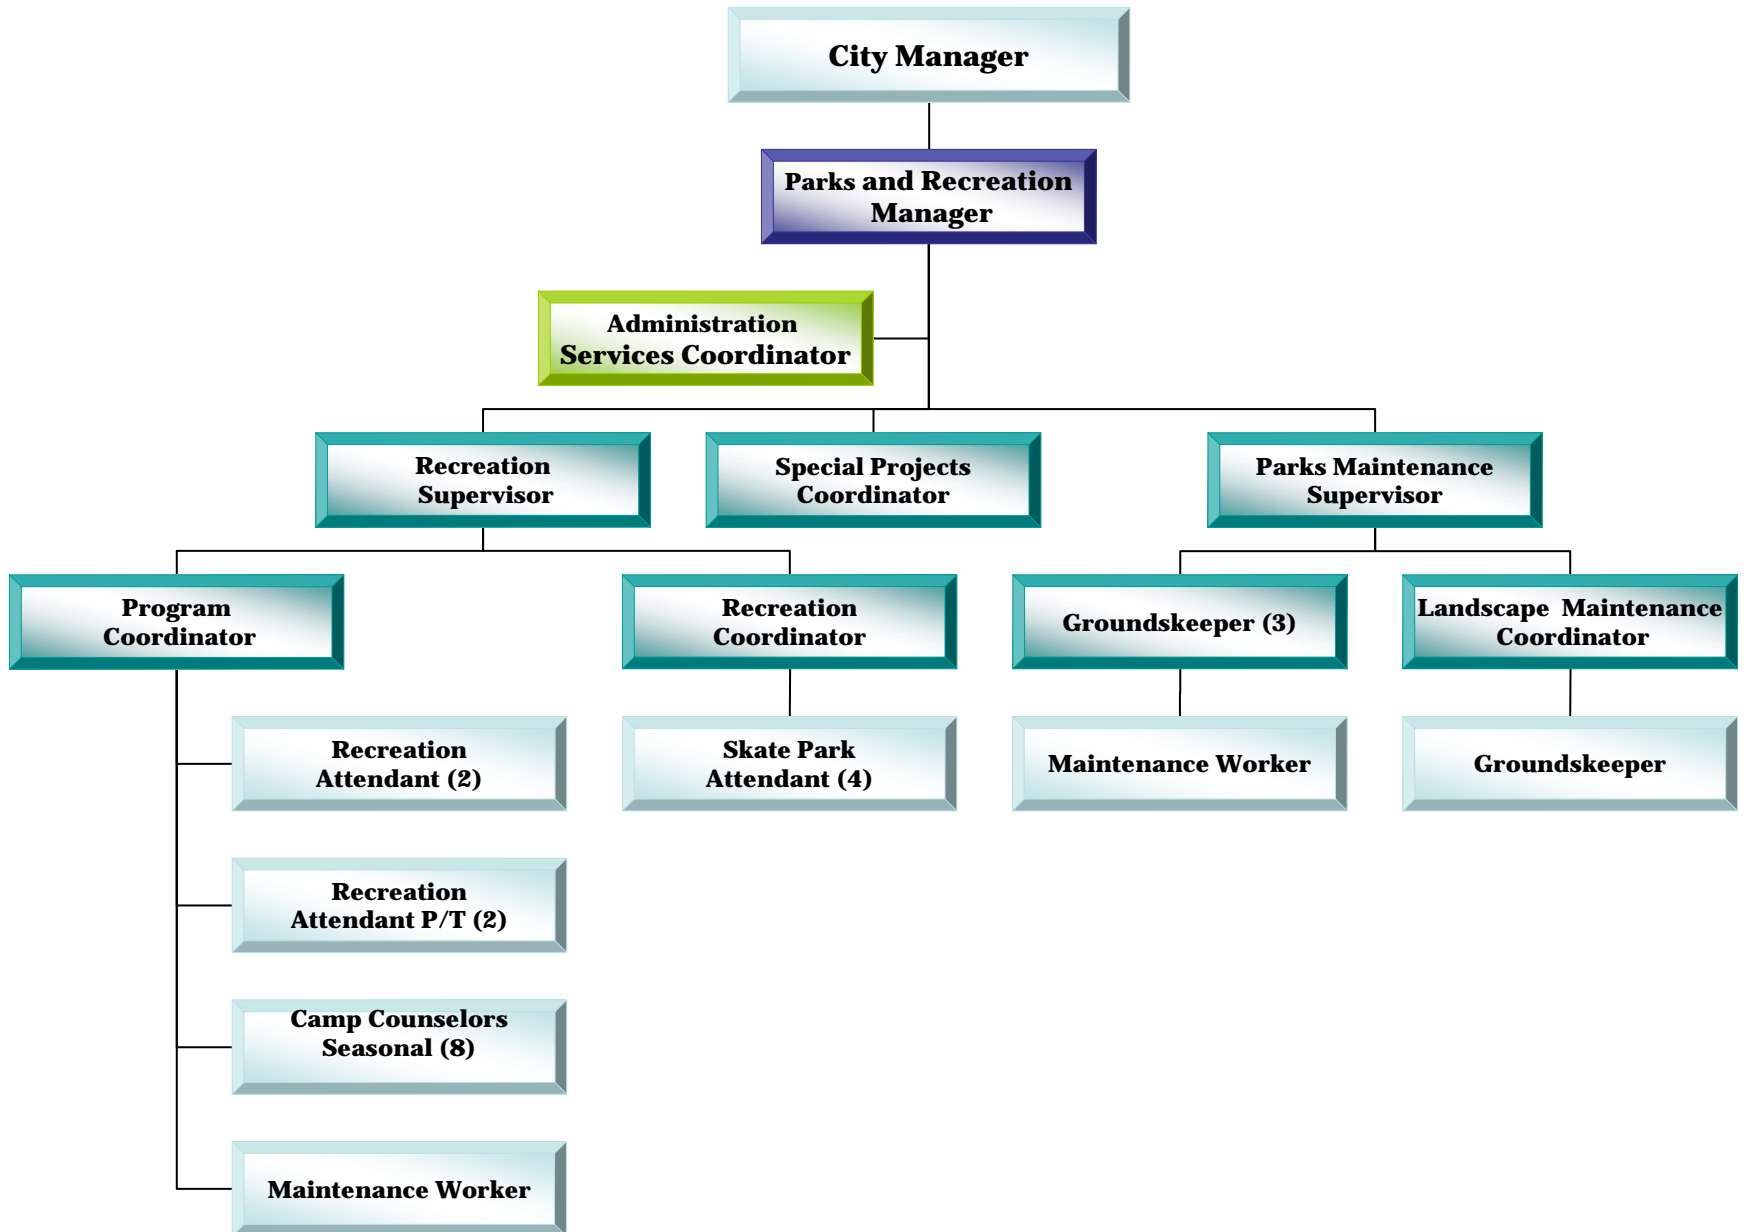 City Manager
Parks and Recreation
Manager
Administration
Services Coordinator
Recreation
Supervisor
Special Projects
Coordinator
Parks Maintenance
Supervisor
Program
Coordinator
Recreation
Coordinator
Groundskeeper (3)
Landscape Maintenance
Coordinator
Recreation
Attendant (2)
Skate Park
Attendant (4)
Maintenance Worker
Groundskeeper
Recreation
Attendant P/T (2)
Camp Counselors
Seasonal (8)
Maintenance Worker